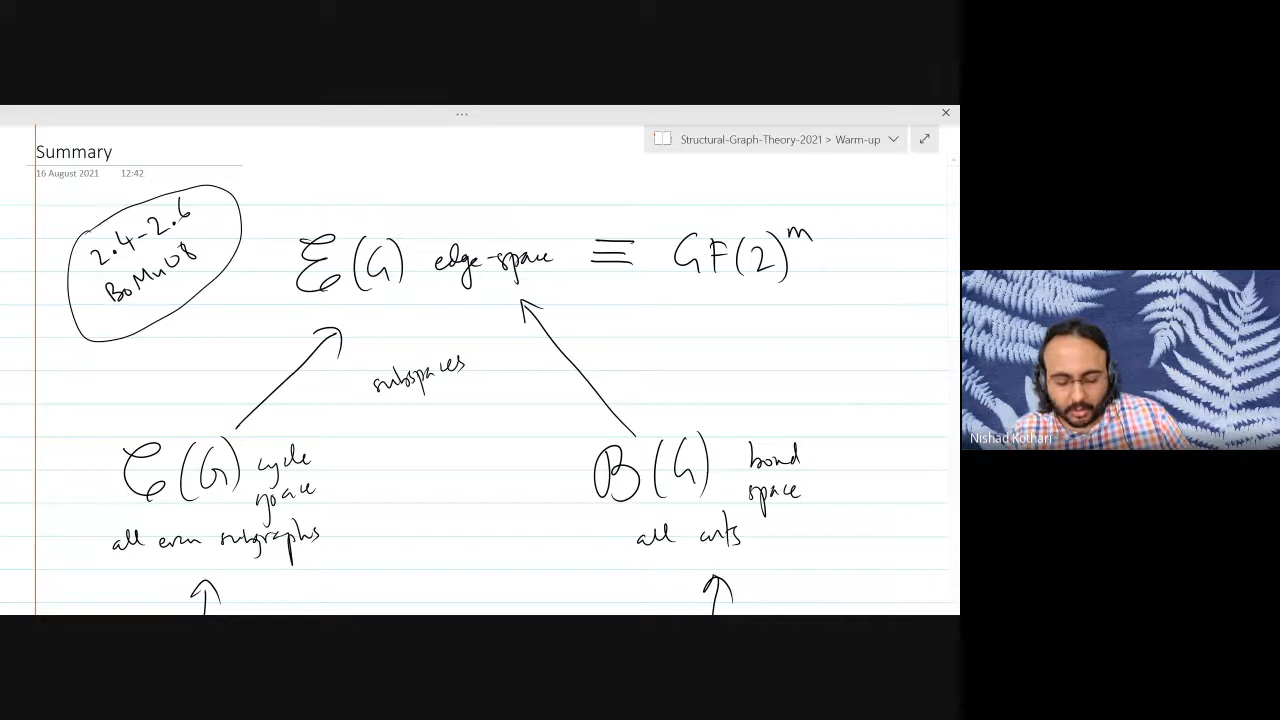 Structural-Graph-Theory-2021 > Warm-up
Summary
16 August 2021 12:42
2.4-2.6
BoMu08
ℰ(G) edge-space ≡ GF(2)^m
subspaces
𝒞(G) cycle space
all even subgraphs
ℬ(G) bond space
all cuts
Nishad Kothari